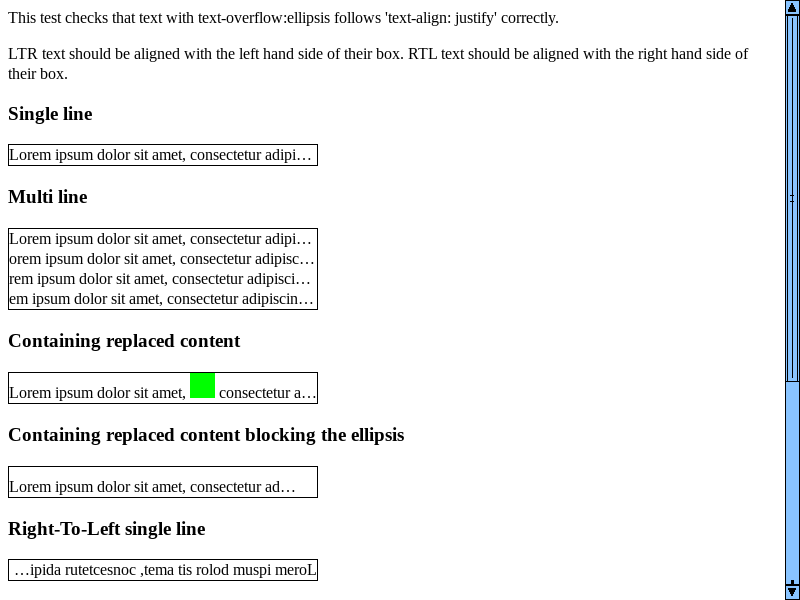 This test checks that text with text-overflow:ellipsis follows 'text-align: justify' correctly.
LTR text should be aligned with the left hand side of their box. RTL text should be aligned with the right hand side of
their box.
Single line
Lorem ipsum dolor sit amet, consectetur adipi…
Multi line
Lorem ipsum dolor sit amet, consectetur adipi…
orem ipsum dolor sit amet, consectetur adipisc…
rem ipsum dolor sit amet, consectetur adipisci…
em ipsum dolor sit amet, consectetur adipiscin…
Containing replaced content
Lorem ipsum dolor sit amet, consectetur a…
Containing replaced content blocking the ellipsis
Lorem ipsum dolor sit amet, consectetur ad…
Right-To-Left single line
…ipida rutetcesnoc ,tema tis rolod muspi meroL